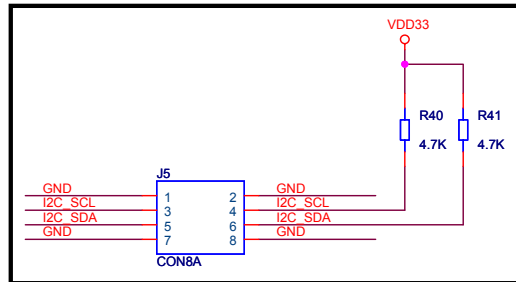 VDD33
R40 R41
4.7K 4.7K
J5
GND 1 2 GND
I2C_SCL 3 4 I2C_SCL
I2C_SDA 5 6 I2C_SDA
GND 7 8 GND
CON8A